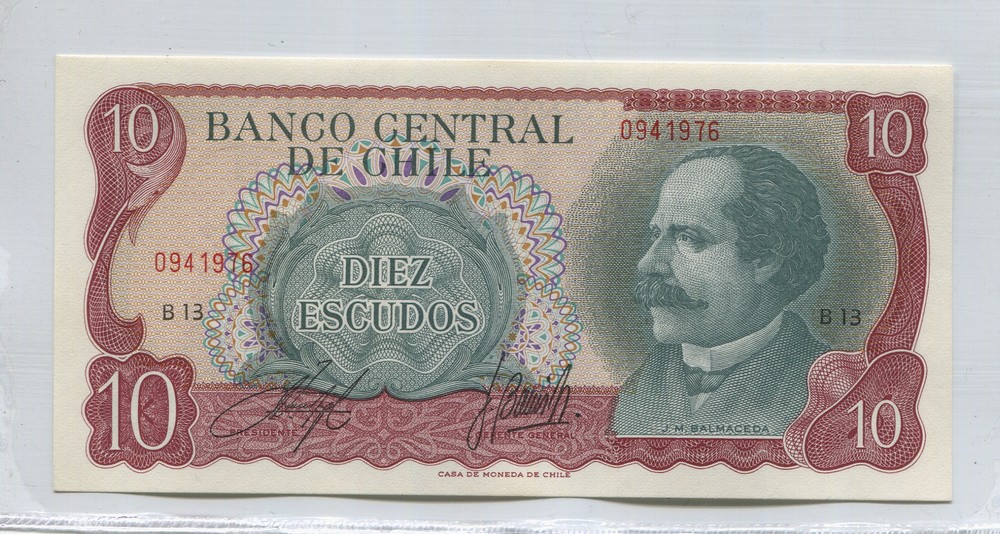 10
BANCO CENTRAL
DE CHILE
0941976
10
0941976
B 13
DIEZ
ESCUDOS
B 13
10
PRESIDENTE
GERENTE GENERAL
J. M. BALMACEDA
10
CASA DE MONEDA DE CHILE